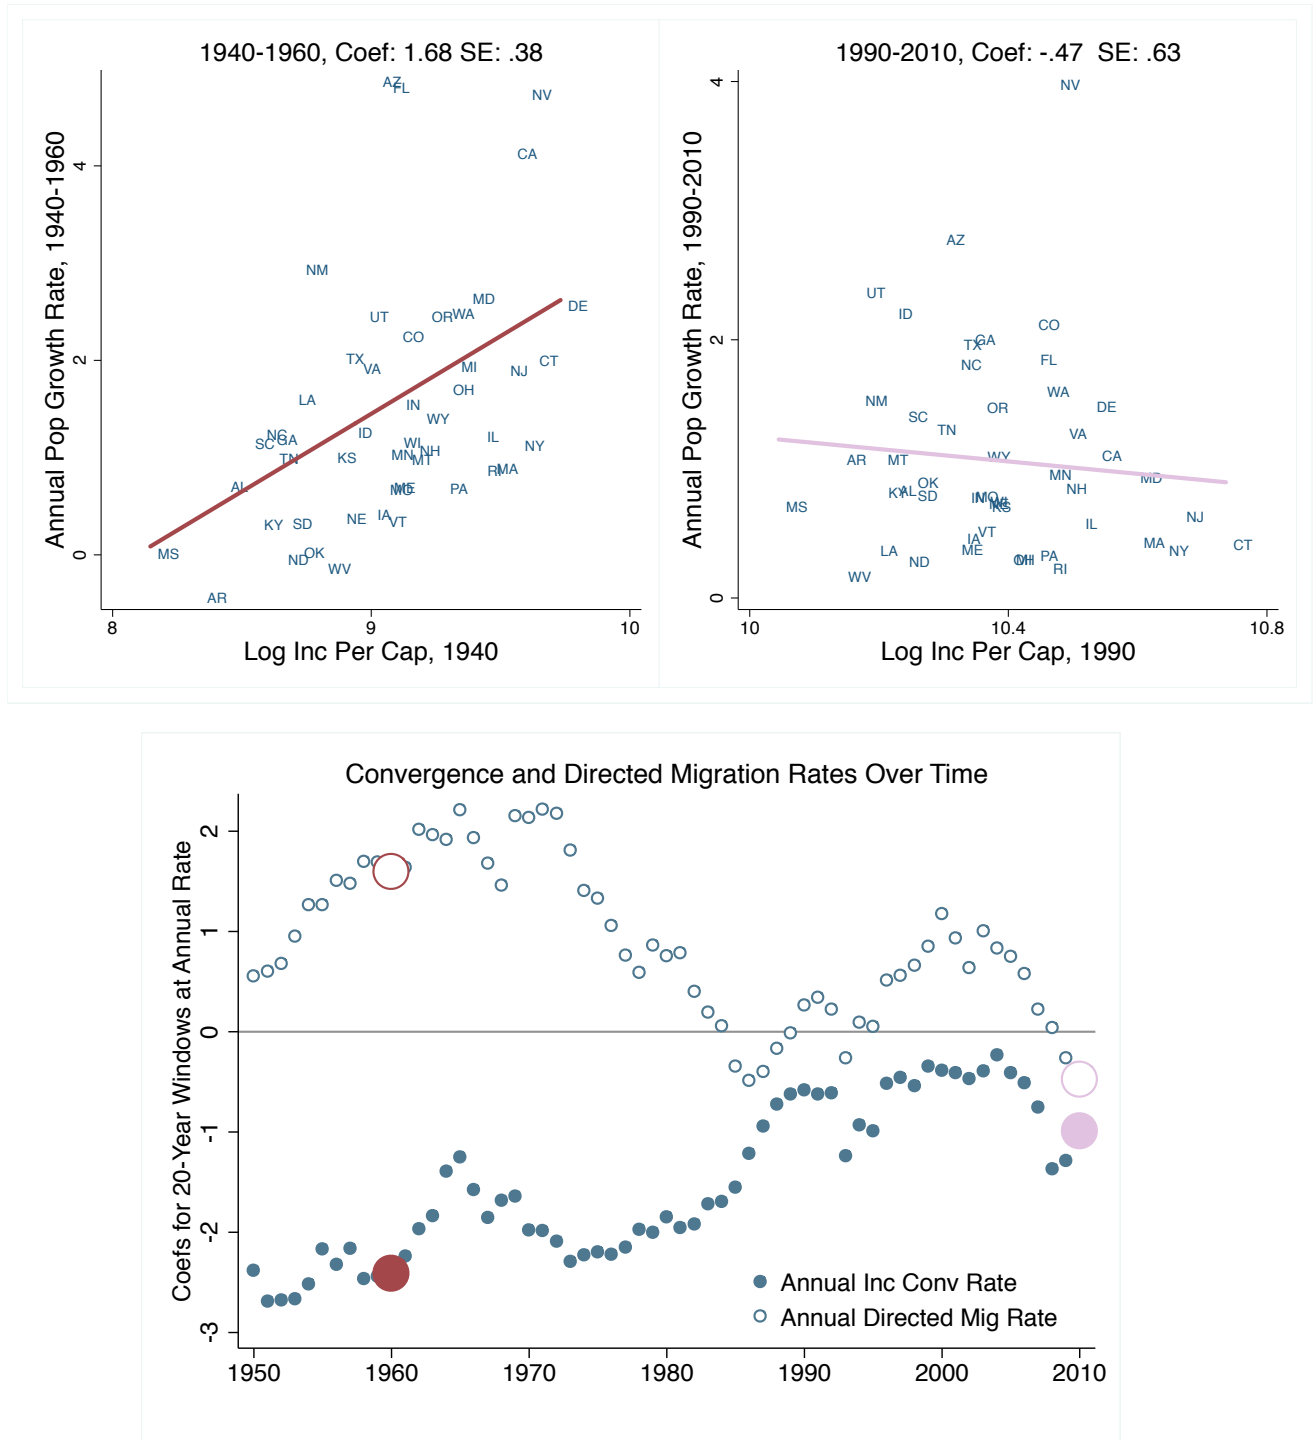 1940-1960, Coef: 1.68 SE: .38
Annual Pop Growth Rate, 1940-1960
4
2
0
AZ
FL
NV
CA
NM
MD
DE
UT
OR
WA
CO
TX
VA
MI
CT
NJ
OH
LA
IN
WY
NC
SC
GA
ID
WI
IL
NY
TN
KS
MN
NH
MT
RI
MA
AL
ME
PA
KY
SD
NE
IA
VT
MS
ND
OK
WV
AR
8
9
10
Log Inc Per Cap, 1940
1990-2010, Coef: -.47 SE: .63
Annual Pop Growth Rate, 1990-2010
4
2
0
NV
AZ
UT
ID
CO
GA
TX
NC
FL
NM
WA
SC
OR
DE
TN
VA
AR
MT
WY
CA
MN
MD
OK
KY
AL
SD
NH
MO
KS
MS
NJ
IL
VT
IA
ME
LA
MA
NY
CT
ND
PA
RI
WV
10
10.4
10.8
Log Inc Per Cap, 1990
Convergence and Directed Migration Rates Over Time
Coefs for 20-Year Windows at Annual Rate
2
1
0
-1
-2
-3
Annual Inc Conv Rate
Annual Directed Mig Rate
1950
1960
1970
1980
1990
2000
2010